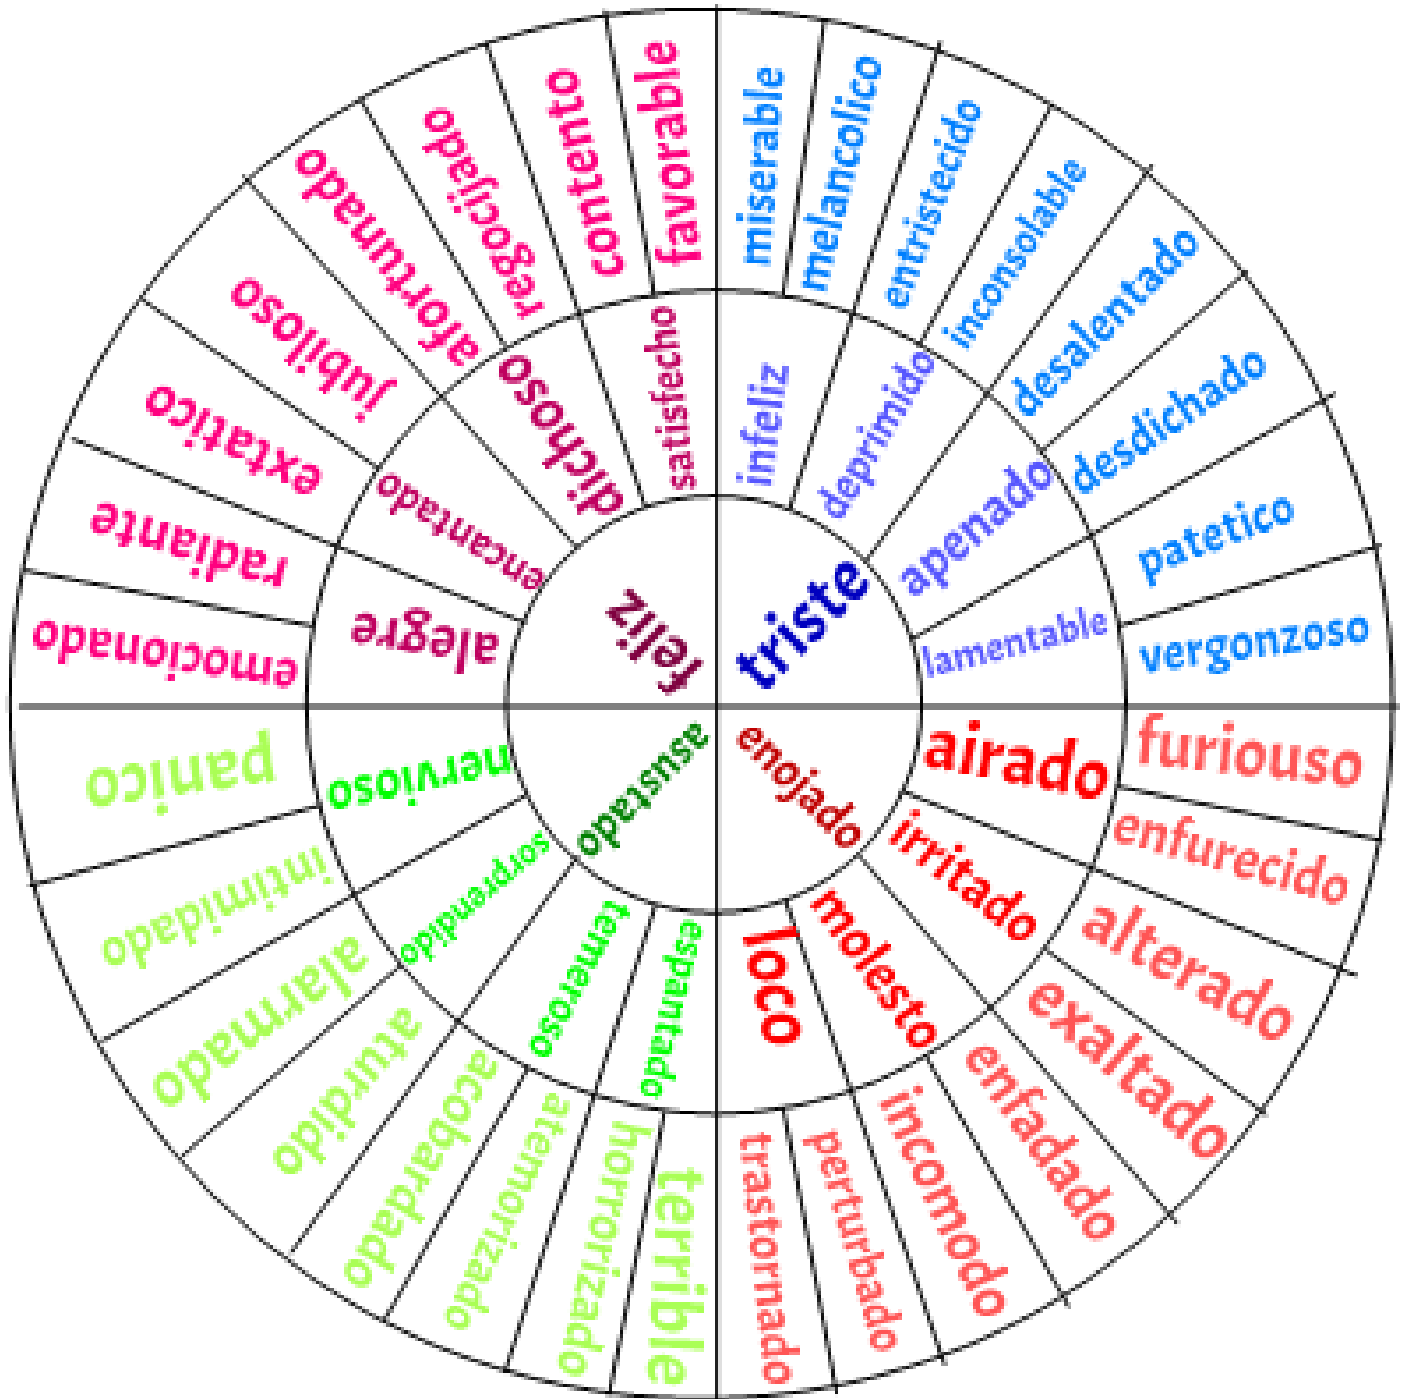 triste
infeliz
deprimido
apenado
lamentable
miserable
melancolico
entristecido
inconsolable
desalentado
desdichado
patetico
vergonzoso
enojado
airado
irritado
molesto
loco
furiouso
enfurecido
alterado
exaltado
enfadado
incomodo
perturbado
trastornado
asustado
espantado
temeroso
sorprendido
nervioso
terrible
horrorizado
atemorizado
acobardado
aturdido
alarmado
intimidado
panico
feliz
alegre
encantado
dichoso
satisfecho
emocionado
radiante
extatico
jubiloso
afortunado
regocijado
contento
favorable